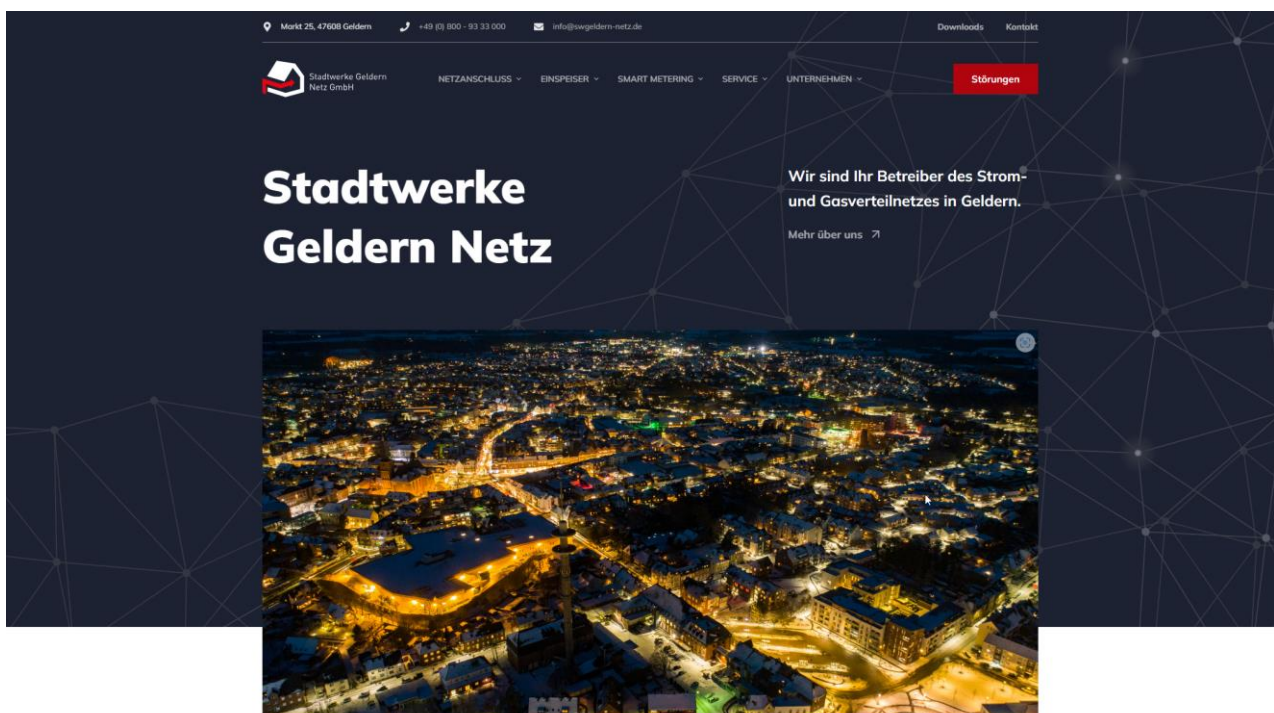 Markt 25, 47608 Geldern +49 (0) 800 - 93 33 000 info@swgeldern-netz.de Downloads Kontakt
Stadtwerke Geldern
Netz GmbH
NETZANSCHLUSS EINSPEISER SMART METERING SERVICE UNTERNEHMEN Störungen
Stadtwerke
Geldern Netz
Wir sind Ihr Betreiber des Strom-
und Gasverteilnetzes in Geldern.
Mehr über uns